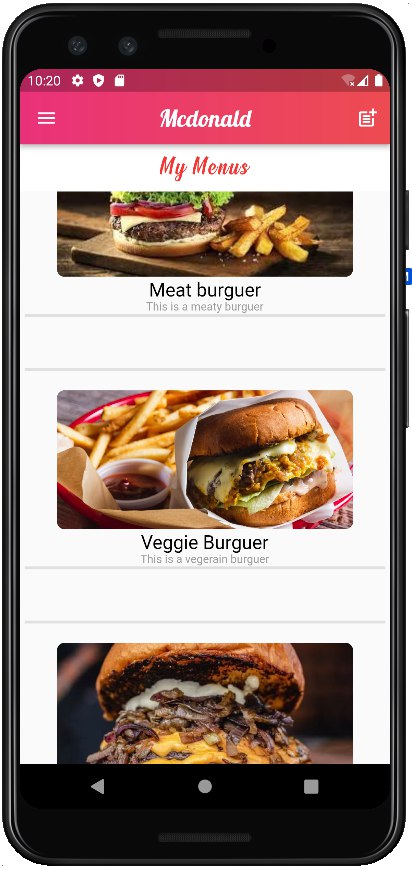 10:20
Mcdonald
My Menus
Meat burguer
This is a meaty burguer
Veggie Burguer
This is a vegerain burguer